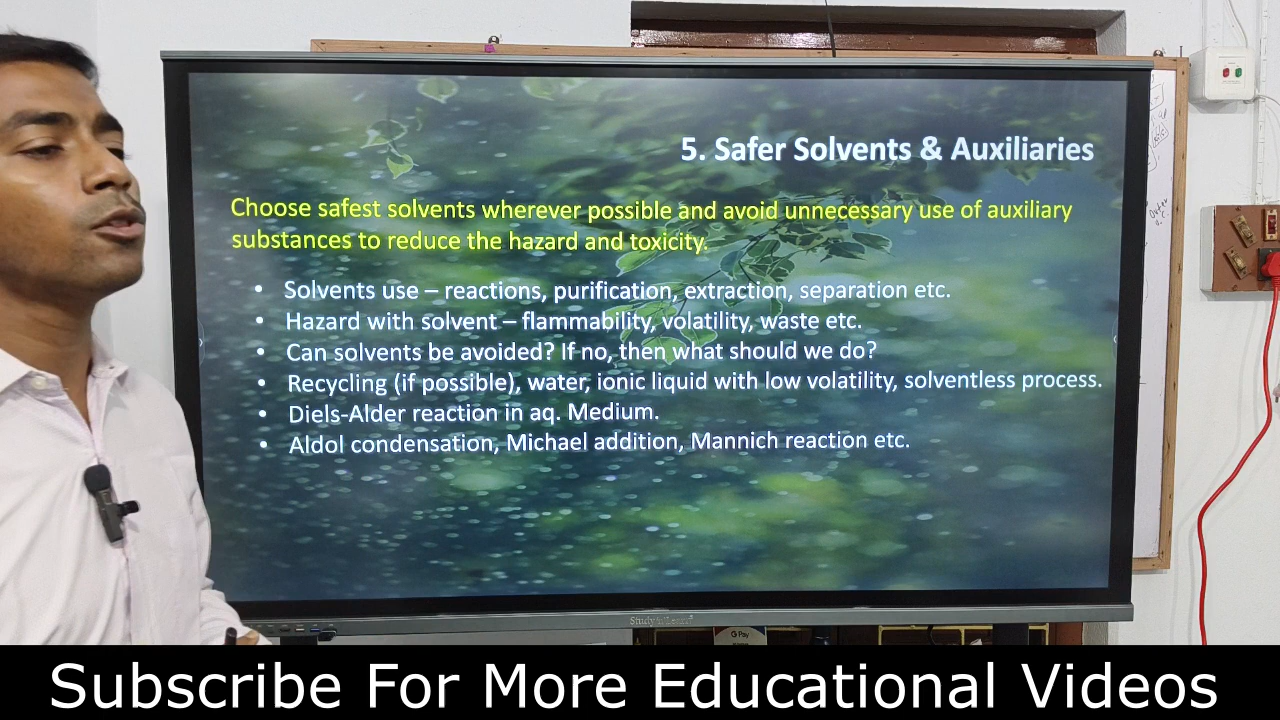 5. Safer Solvents & Auxiliaries
Choose safest solvents wherever possible and avoid unnecessary use of auxiliary
substances to reduce the hazard and toxicity.
• Solvents use – reactions, purification, extraction, separation etc.
• Hazard with solvent – flammability, volatility, waste etc.
• Can solvents be avoided? If no, then what should we do?
• Recycling (if possible), water, ionic liquid with low volatility, solventless process.
• Diels-Alder reaction in aq. Medium.
• Aldol condensation, Michael addition, Mannich reaction etc.
G Pay
Subscribe For More Educational Videos